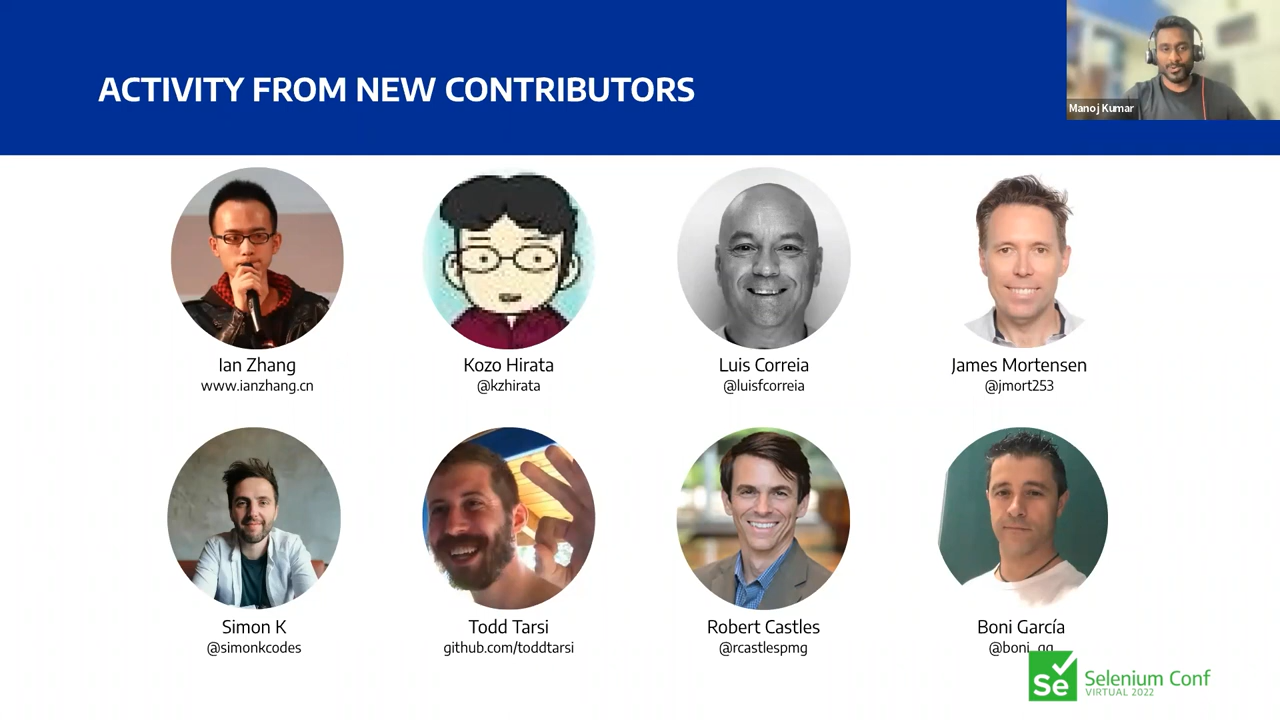 ACTIVITY FROM NEW CONTRIBUTORS
Manoj Kumar
Ian Zhang
www.ianzhang.cn
Kozo Hirata
@kzhirata
Luis Correia
@luisfcorreia
James Mortensen
@jmort253
Simon K
@simonkcodes
Todd Tarsi
github.com/toddtarsi
Robert Castles
@rcastlespmg
Boni García
Se
Selenium Conf
VIRTUAL 2022